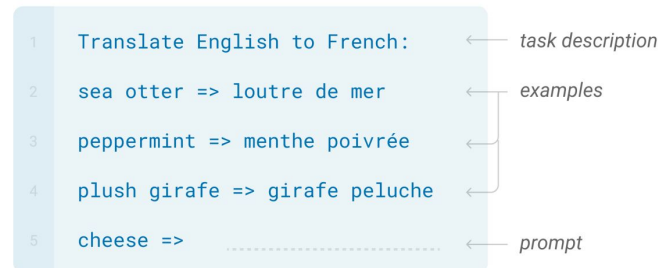 1 Translate English to French: task description
2 sea otter => loutre de mer examples
3 peppermint => menthe poivrée
4 plush girafe => girafe peluche
5 cheese => prompt